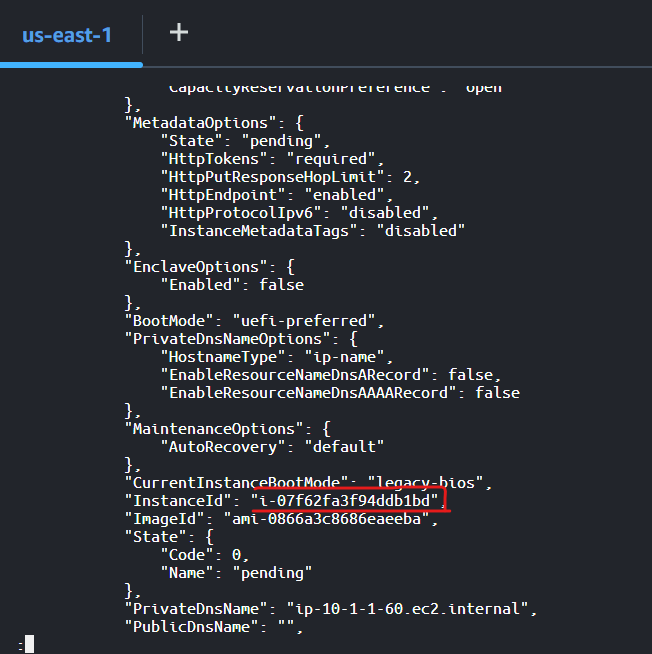 us-east-1 +
"CapacityReservationPreference": "open"
},
"MetadataOptions": {
"State": "pending",
"HttpTokens": "required",
"HttpPutResponseHopLimit": 2,
"HttpEndpoint": "enabled",
"HttpProtocolIpv6": "disabled",
"InstanceMetadataTags": "disabled"
},
"EnclaveOptions": {
"Enabled": false
},
"BootMode": "uefi-preferred",
"PrivateDnsNameOptions": {
"HostnameType": "ip-name",
"EnableResourceNameDnsARecord": false,
"EnableResourceNameDnsAAAARecord": false
},
"MaintenanceOptions": {
"AutoRecovery": "default"
},
"CurrentInstanceBootMode": "legacy-bios",
"InstanceId": "i-07f62fa3f94ddb1bd",
"ImageId": "ami-0866a3c8686eaeeba",
"State": {
"Code": 0,
"Name": "pending"
},
"PrivateDnsName": "ip-10-1-1-60.ec2.internal",
"PublicDnsName": "",
: